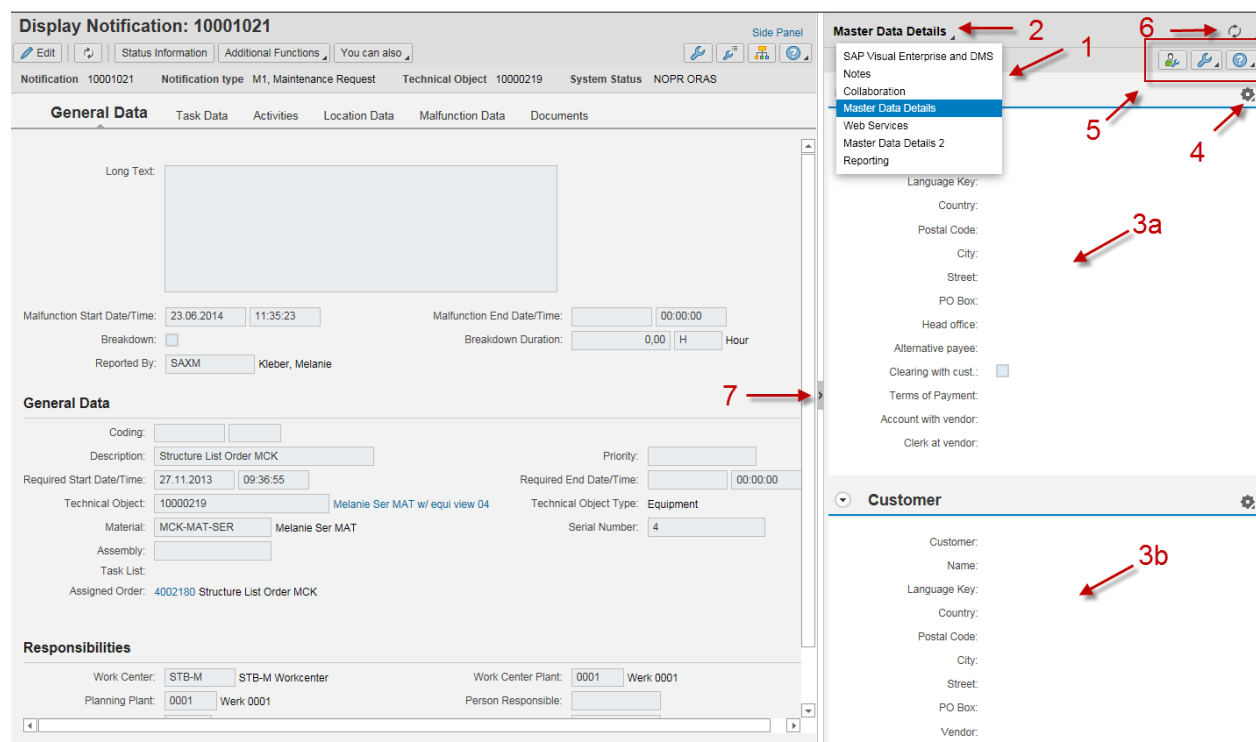 Display Notification: 10001021
Side Panel
Edit Status Information Additional Functions You can also
Notification 10001021 Notification type M1, Maintenance Request Technical Object 10000219 System Status NOPR ORAS
General Data Task Data Activities Location Data Malfunction Data Documents
Long Text:
Malfunction Start Date/Time: 23.06.2014 11:35:23 Malfunction End Date/Time: 00:00:00
Breakdown: Breakdown Duration: 0,00 H Hour
Reported By: SAXM Kleber, Melanie
7
General Data
Coding:
Description: Structure List Order MCK Priority:
Required Start Date/Time: 27.11.2013 09:36:55 Required End Date/Time: 00:00:00
Technical Object: 10000219 Melanie Ser MAT w/ equi view 04 Technical Object Type: Equipment
Material: MCK-MAT-SER Melanie Ser MAT Serial Number: 4
Assembly:
Task List:
Assigned Order: 4002180 Structure List Order MCK
Responsibilities
Work Center: STB-M STB-M Workcenter Work Center Plant: 0001 Werk 0001
Planning Plant: 0001 Werk 0001 Person Responsible:
Master Data Details 2 6
1
SAP Visual Enterprise and DMS
Notes
Collaboration
Master Data Details
Web Services
Master Data Details 2
Reporting
5
4
Language Key:
Country:
Postal Code:
3a
City:
Street:
PO Box:
Head office:
Alternative payee:
Clearing with cust.:
Terms of Payment:
Account with vendor:
Clerk at vendor:
Customer
Customer:
3b
Name:
Language Key:
Country:
Postal Code:
City:
Street:
PO Box:
Vendor: